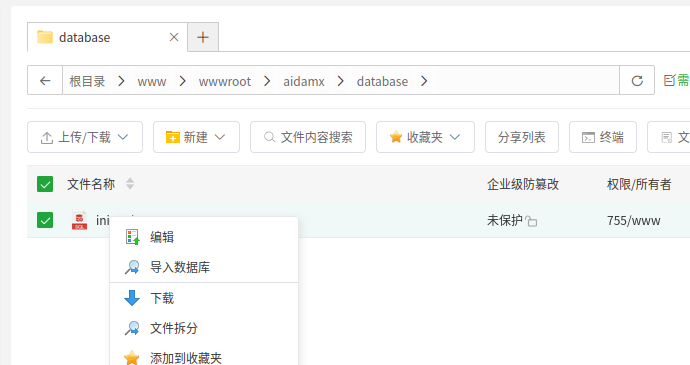 database
根目录 www wwwroot aidamx database
需
上传/下载 新建 文件内容搜索 收藏夹 分享列表 终端 文
文件名称 企业级防篡改 权限/所有者
SQL 未保护 755/www
编辑
导入数据库
下载
文件拆分
添加到收藏夹